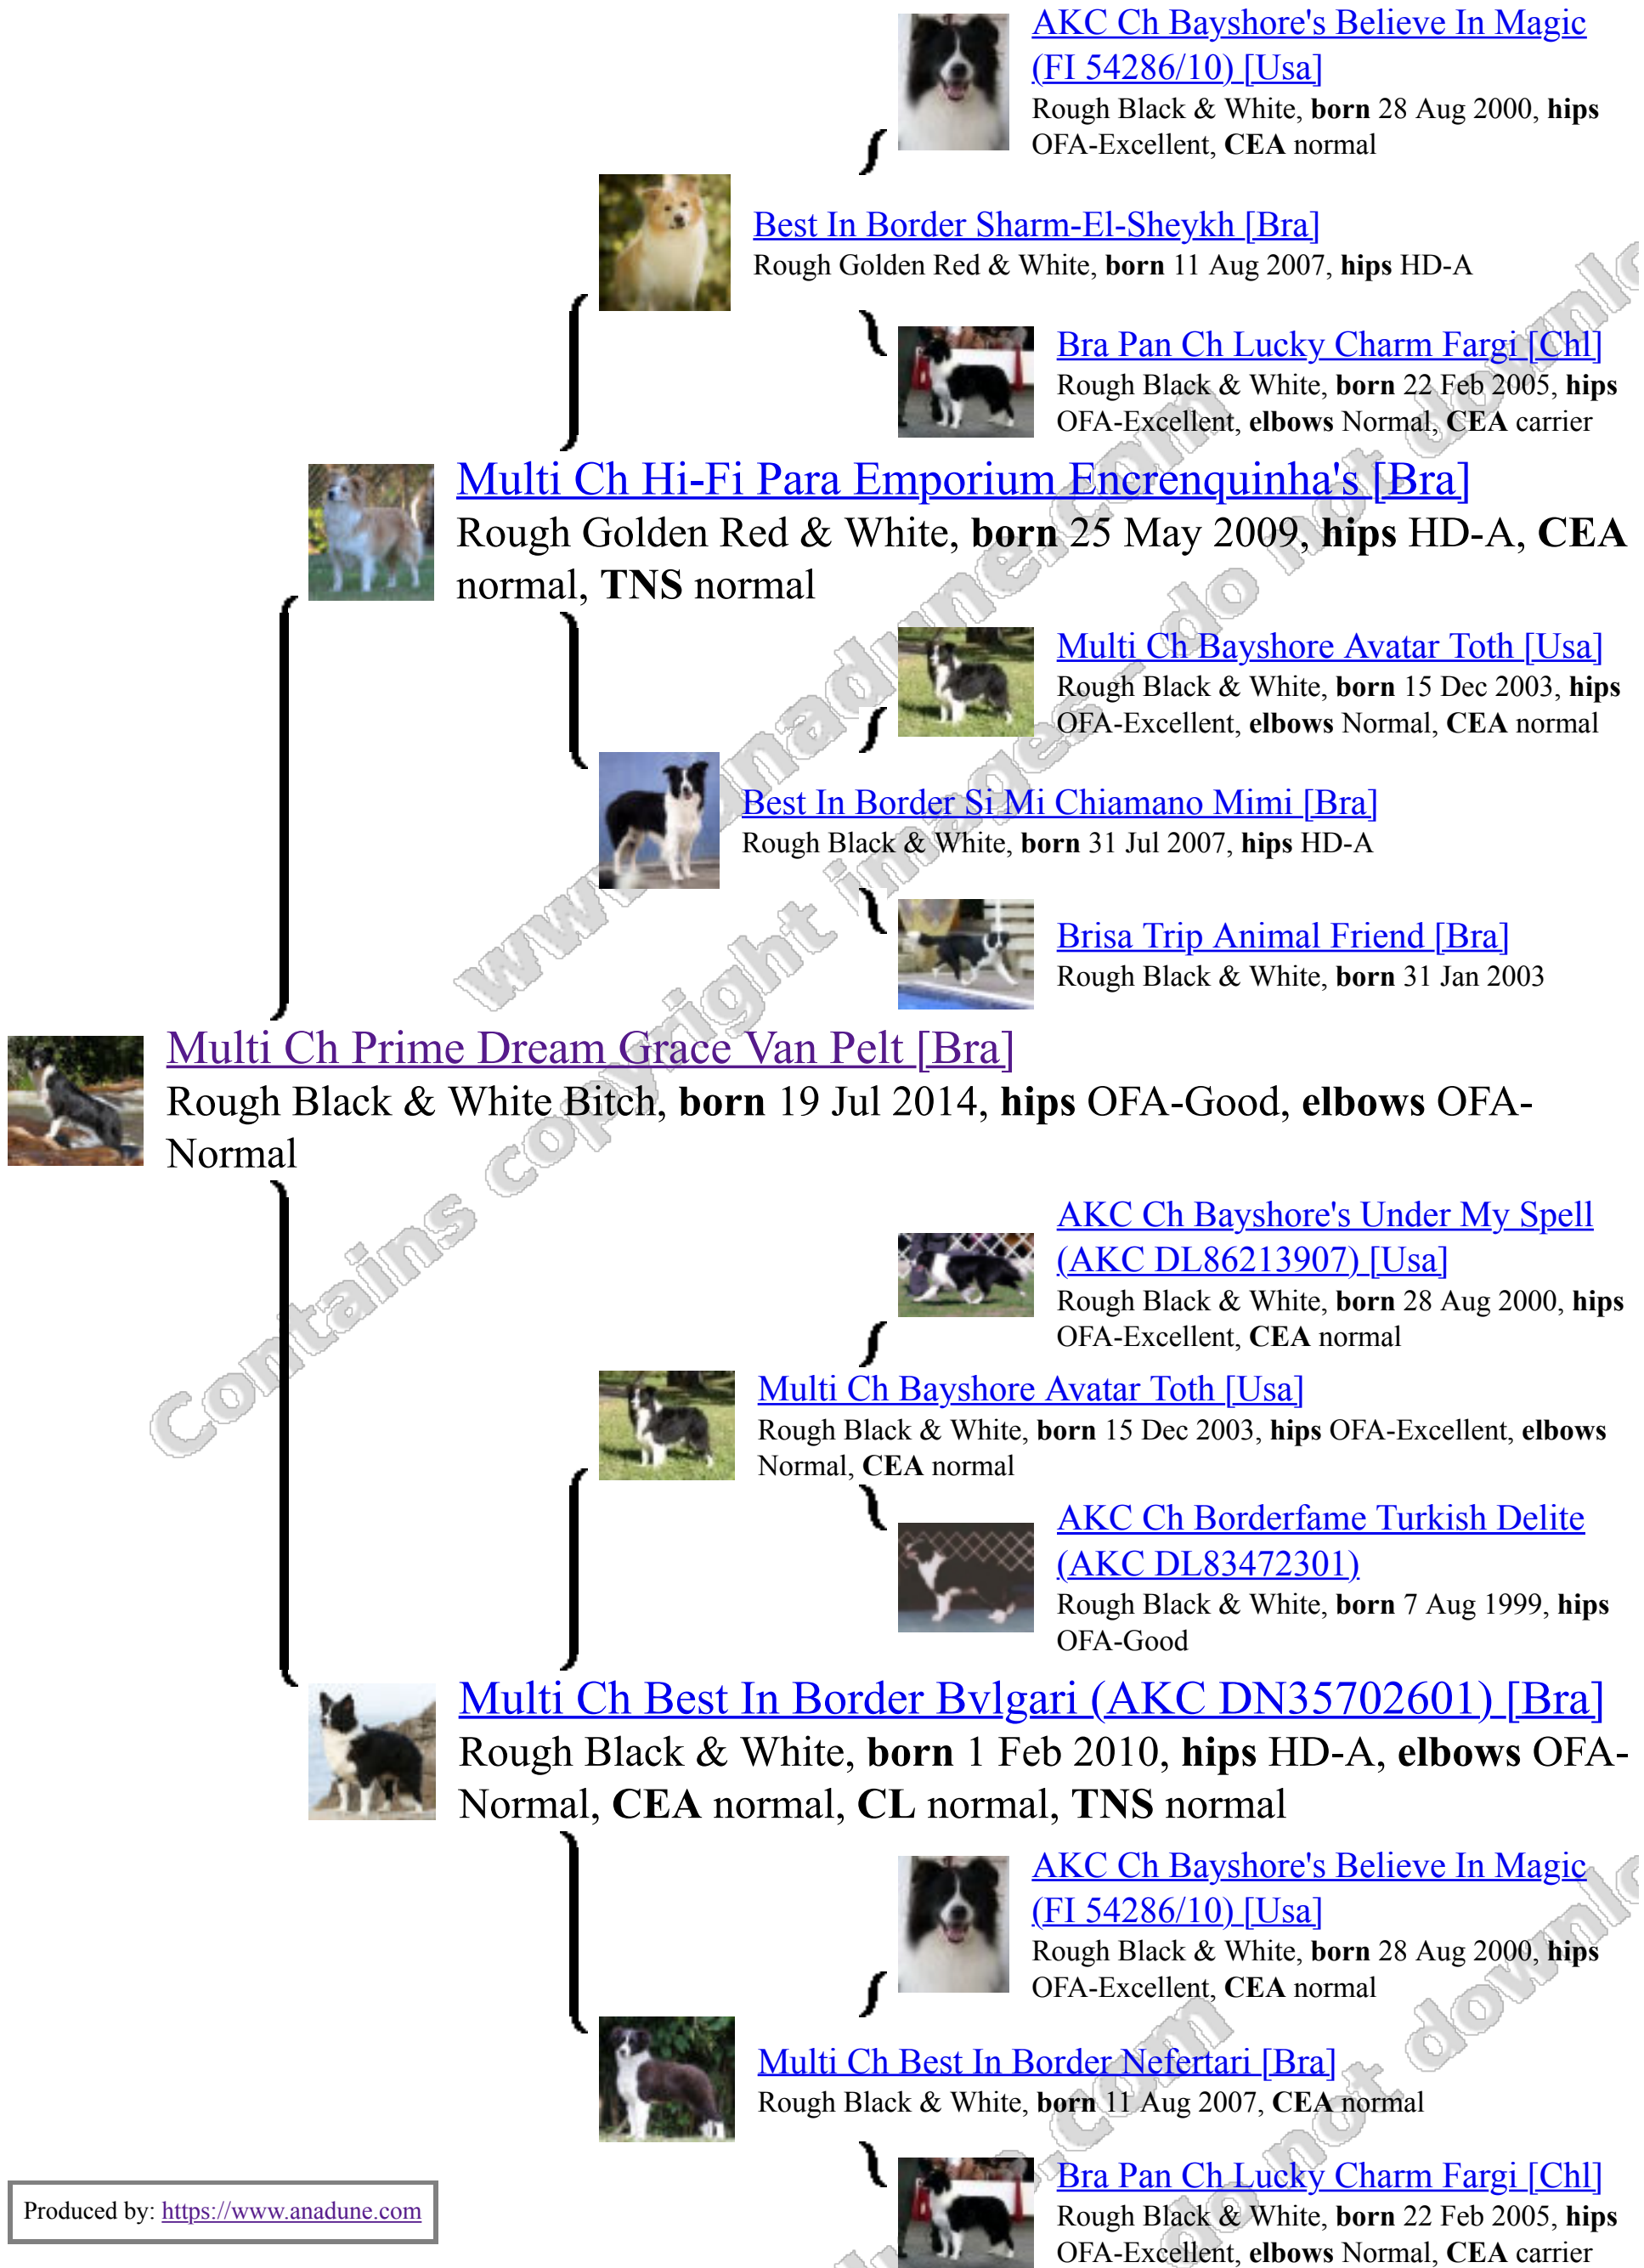 AKC Ch Bayshore's Believe In Magic
(FI 54286/10) [Usa]
Rough Black & White, born 28 Aug 2000, hips
OFA-Excellent, CEA normal
Best In Border Sharm-El-Sheykh [Bra]
Rough Golden Red & White, born 11 Aug 2007, hips HD-A
Bra Pan Ch Lucky Charm Fargi [Chl]
Rough Black & White, born 22 Feb 2005, hips
OFA-Excellent, elbows Normal, CEA carrier
Multi Ch Hi-Fi Para Emporium Encrenquinha's [Bra]
Rough Golden Red & White, born 25 May 2009, hips HD-A, CEA
normal, TNS normal
Multi Ch Bayshore Avatar Toth [Usa]
Rough Black & White, born 15 Dec 2003, hips
OFA-Excellent, elbows Normal, CEA normal
Best In Border Si Mi Chiamano Mimi [Bra]
Rough Black & White, born 31 Jul 2007, hips HD-A
Brisa Trip Animal Friend [Bra]
Rough Black & White, born 31 Jan 2003
Multi Ch Prime Dream Grace Van Pelt [Bra]
Rough Black & White Bitch, born 19 Jul 2014, hips OFA-Good, elbows OFA-
Normal
AKC Ch Bayshore's Under My Spell
(AKC DL86213907) [Usa]
Rough Black & White, born 28 Aug 2000, hips
OFA-Excellent, CEA normal
Multi Ch Bayshore Avatar Toth [Usa]
Rough Black & White, born 15 Dec 2003, hips OFA-Excellent, elbows
Normal, CEA normal
AKC Ch Borderfame Turkish Delite
(AKC DL83472301)
Rough Black & White, born 7 Aug 1999, hips
OFA-Good
Multi Ch Best In Border Bvlgari (AKC DN35702601) [Bra]
Rough Black & White, born 1 Feb 2010, hips HD-A, elbows OFA-
Normal, CEA normal, CL normal, TNS normal
AKC Ch Bayshore's Believe In Magic
(FI 54286/10) [Usa]
Rough Black & White, born 28 Aug 2000, hips
OFA-Excellent, CEA normal
Multi Ch Best In Border Nefertari [Bra]
Rough Black & White, born 11 Aug 2007, CEA normal
Bra Pan Ch Lucky Charm Fargi [Chl]
Rough Black & White, born 22 Feb 2005, hips
OFA-Excellent, elbows Normal, CEA carrier
Produced by: https://www.anadune.com
www.anadune.com
Contains copyright images - do not